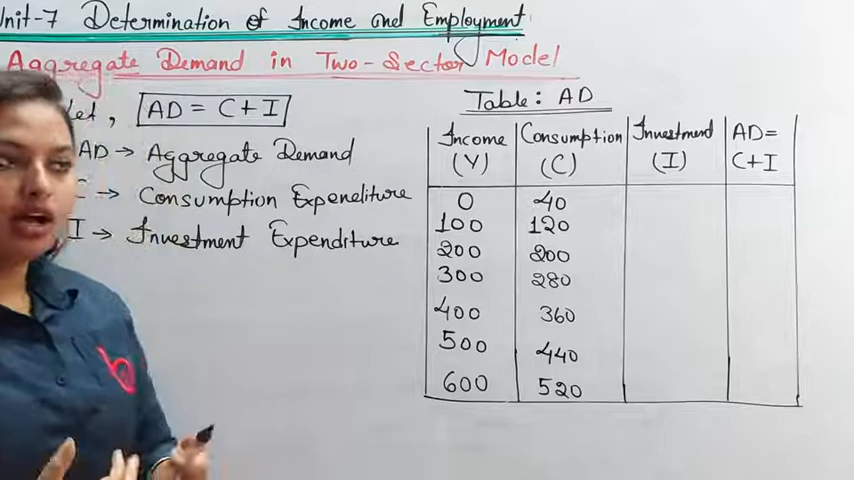 Unit-7 Determination of Income and Employment
Aggregate Demand in Two-Sector Model
Let, AD = C+I
AD → Aggregate Demand
C → Consumption Expenditure
I → Investment Expenditure
Table: AD
Income (Y) Consumption (C) Investment (I) AD= C+I
0 40
100 120
200 200
300 280
400 360
500 440
600 520